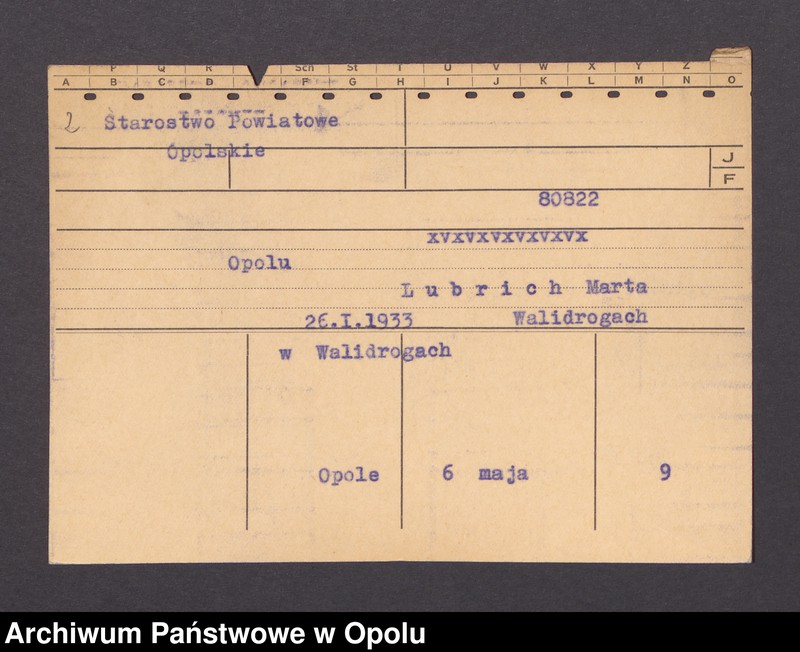 P Q R Sch St T U V W X Y Z
A B C D F G H I J K L M N O
2 Starostwo Powiatowe
Opolskie
J
F
80822
xvxvxvxvxvxvx
Opolu
Lubrich Marta
26.I.1933 Walidrogach
w Walidrogach
Opole 6 maja 9
Archiwum Państwowe w Opolu